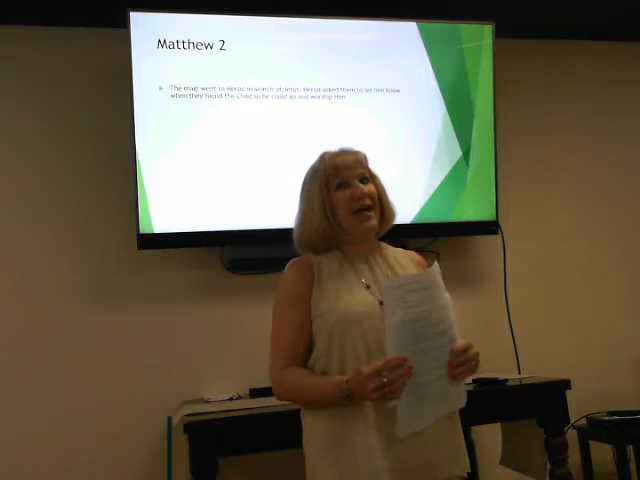 Matthew 2
The magi went to Herod in search of Jesus. Herod asked them to let him know
when they found the Child so he could go and worship Him.